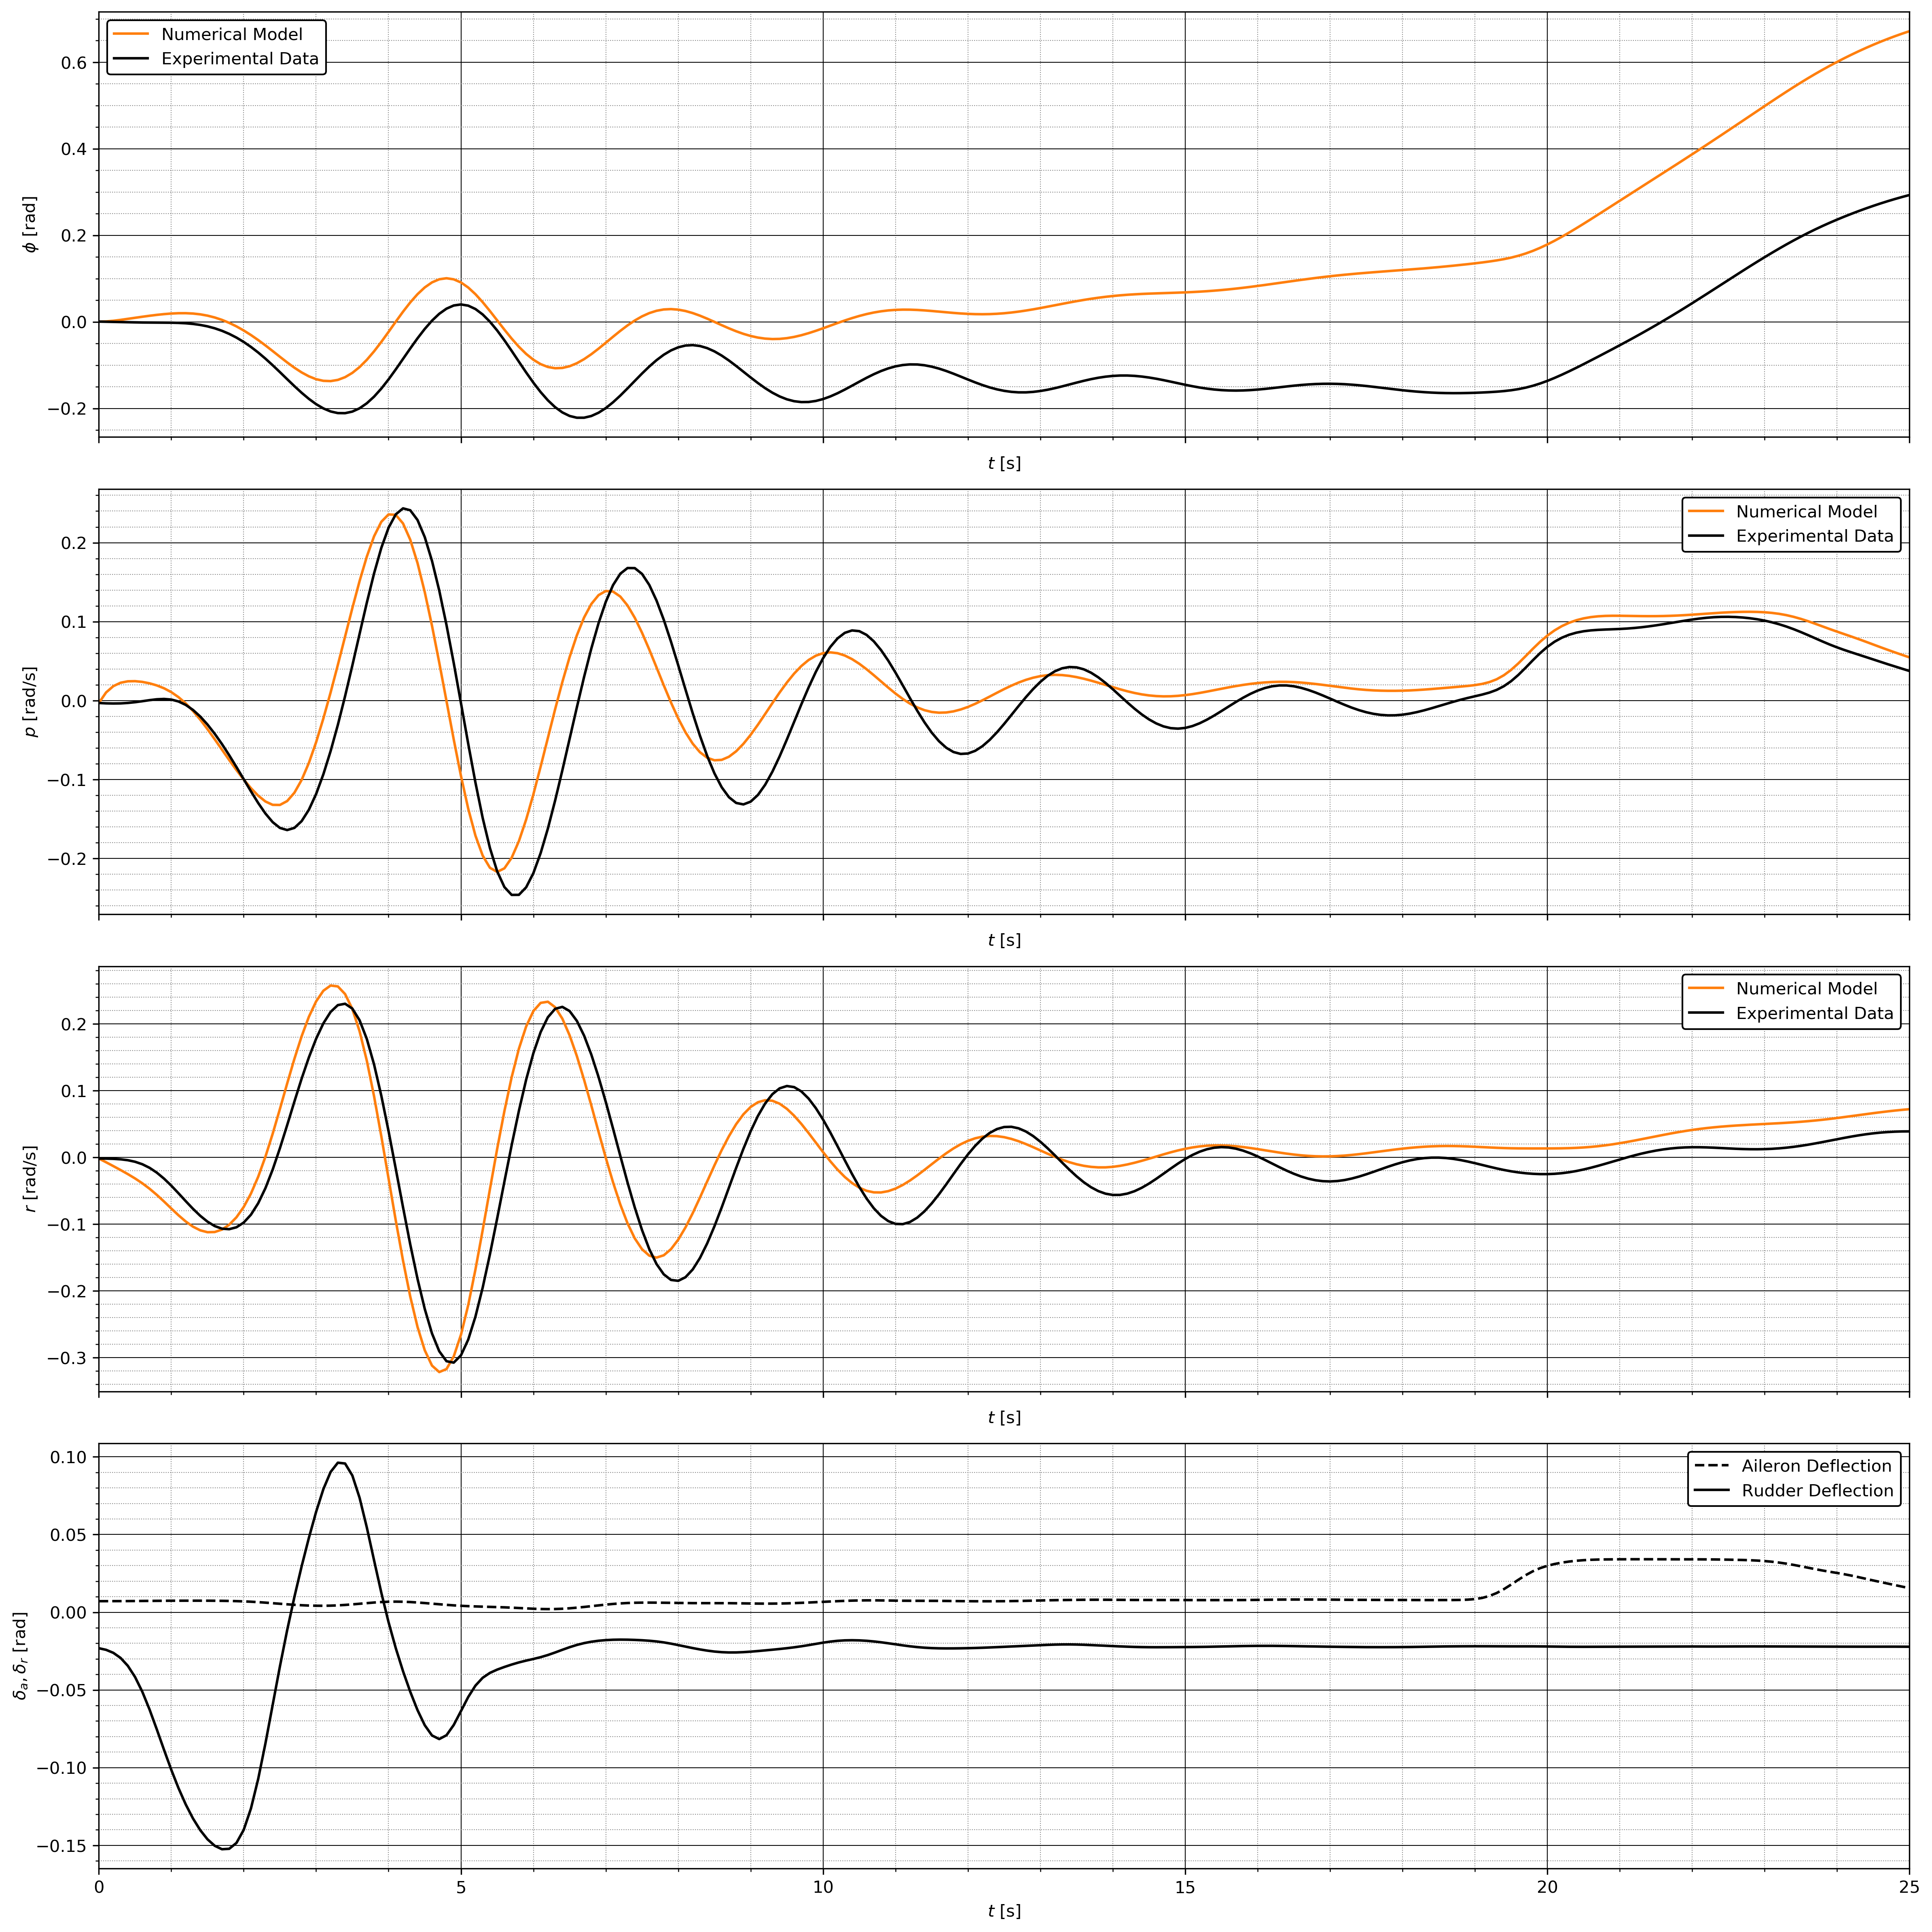 Numerical Model
Experimental Data
0.6
0.4
0.2
0.0
−0.2
ϕ [rad]
t [s]
Numerical Model
Experimental Data
0.2
0.1
0.0
−0.1
−0.2
p [rad/s]
t [s]
Numerical Model
Experimental Data
0.2
0.1
0.0
−0.1
−0.2
−0.3
r [rad/s]
t [s]
Aileron Deflection
Rudder Deflection
0.10
0.05
0.00
−0.05
−0.10
−0.15
δa, δr [rad]
0 5 10 15 20 25
t [s]